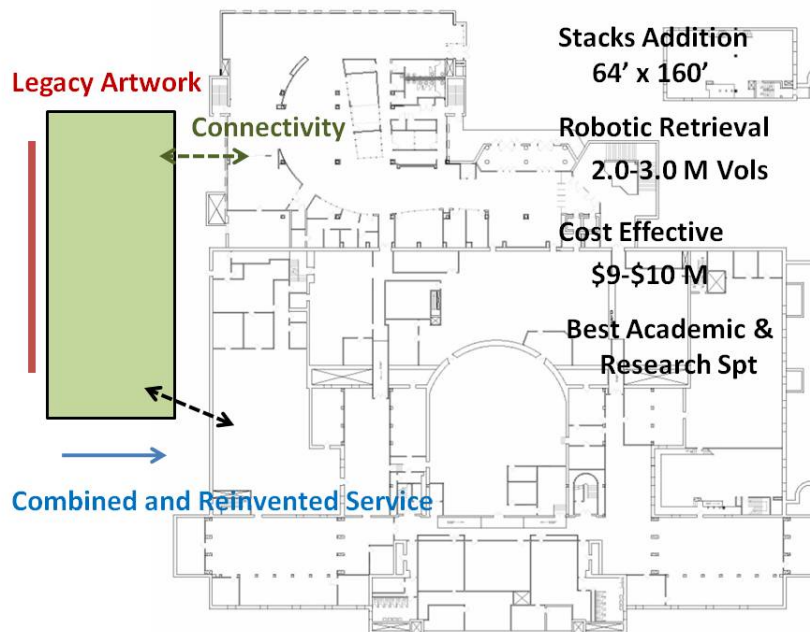 Stacks Addition
64’ x 160’
Legacy Artwork
Connectivity
Robotic Retrieval
2.0-3.0 M Vols
Cost Effective
$9-$10 M
Best Academic &
Research Spt
Combined and Reinvented Service